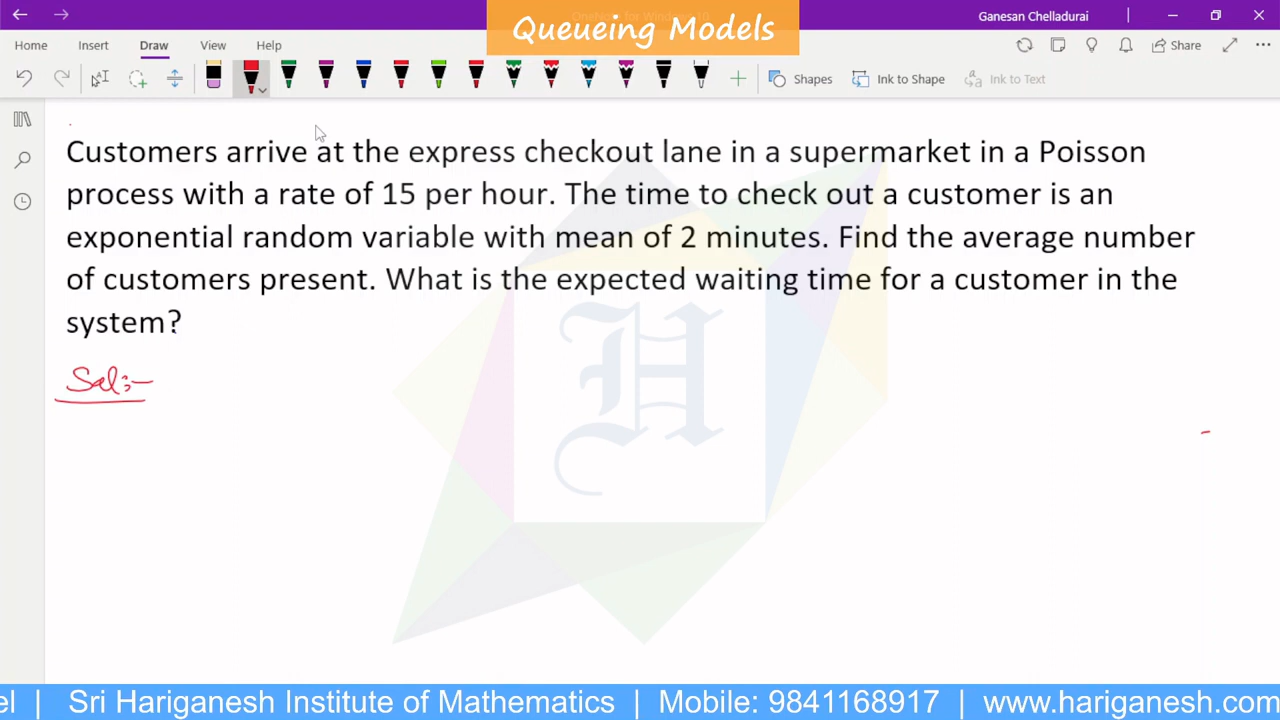 Queueing Models
Ganesan Chelladurai
Home Insert Draw View Help
Share
Shapes
Ink to Shape
Ink to Text
Customers arrive at the express checkout lane in a supermarket in a Poisson
process with a rate of 15 per hour. The time to check out a customer is an
exponential random variable with mean of 2 minutes. Find the average number
of customers present. What is the expected waiting time for a customer in the
system?
Sol:-
H
el | Sri Hariganesh Institute of Mathematics | Mobile: 9841168917 | www.hariganesh.com